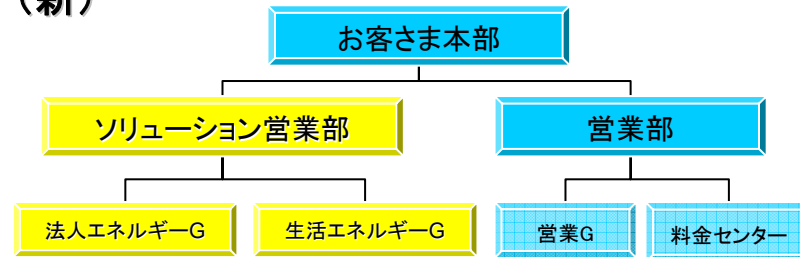 （新）
お客さま本部
ソリューション営業部
営業部
法人エネルギーG
生活エネルギーG
営業G
料金センター